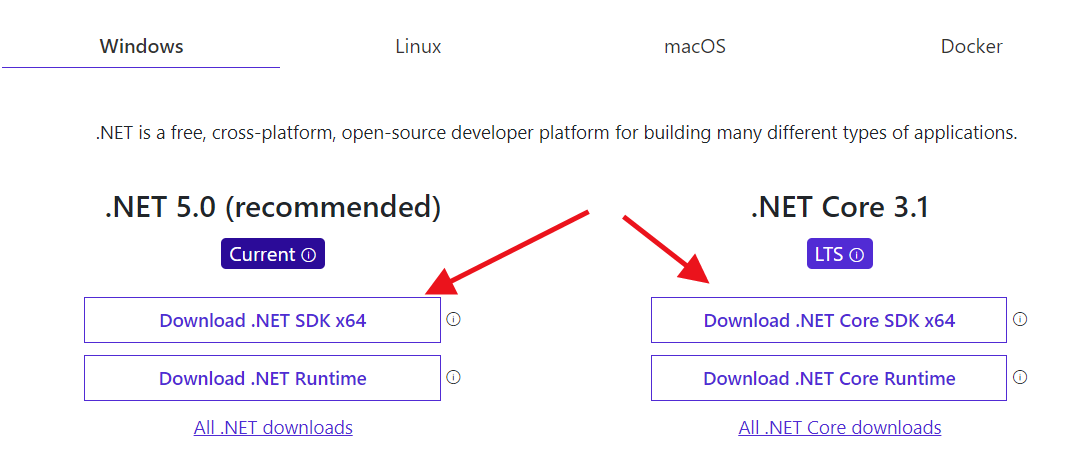 Windows Linux macOS Docker
.NET is a free, cross-platform, open-source developer platform for building many different types of applications.
.NET 5.0 (recommended)
Current
Download .NET SDK x64
Download .NET Runtime
All .NET downloads
.NET Core 3.1
LTS
Download .NET Core SDK x64
Download .NET Core Runtime
All .NET Core downloads